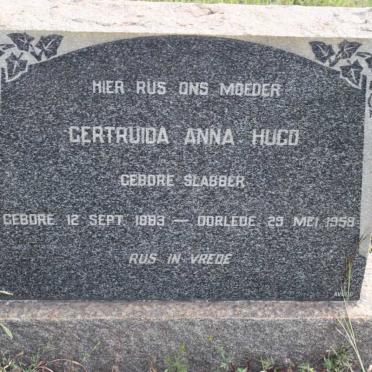 HIER RUS ONS MOEDER
GERTRUIDA ANNA HUGO
GEBORE SLABBER
GEBORE 12 SEPT. 1883 — OORLEDE 29 MEI 1958
RUS IN VREDE